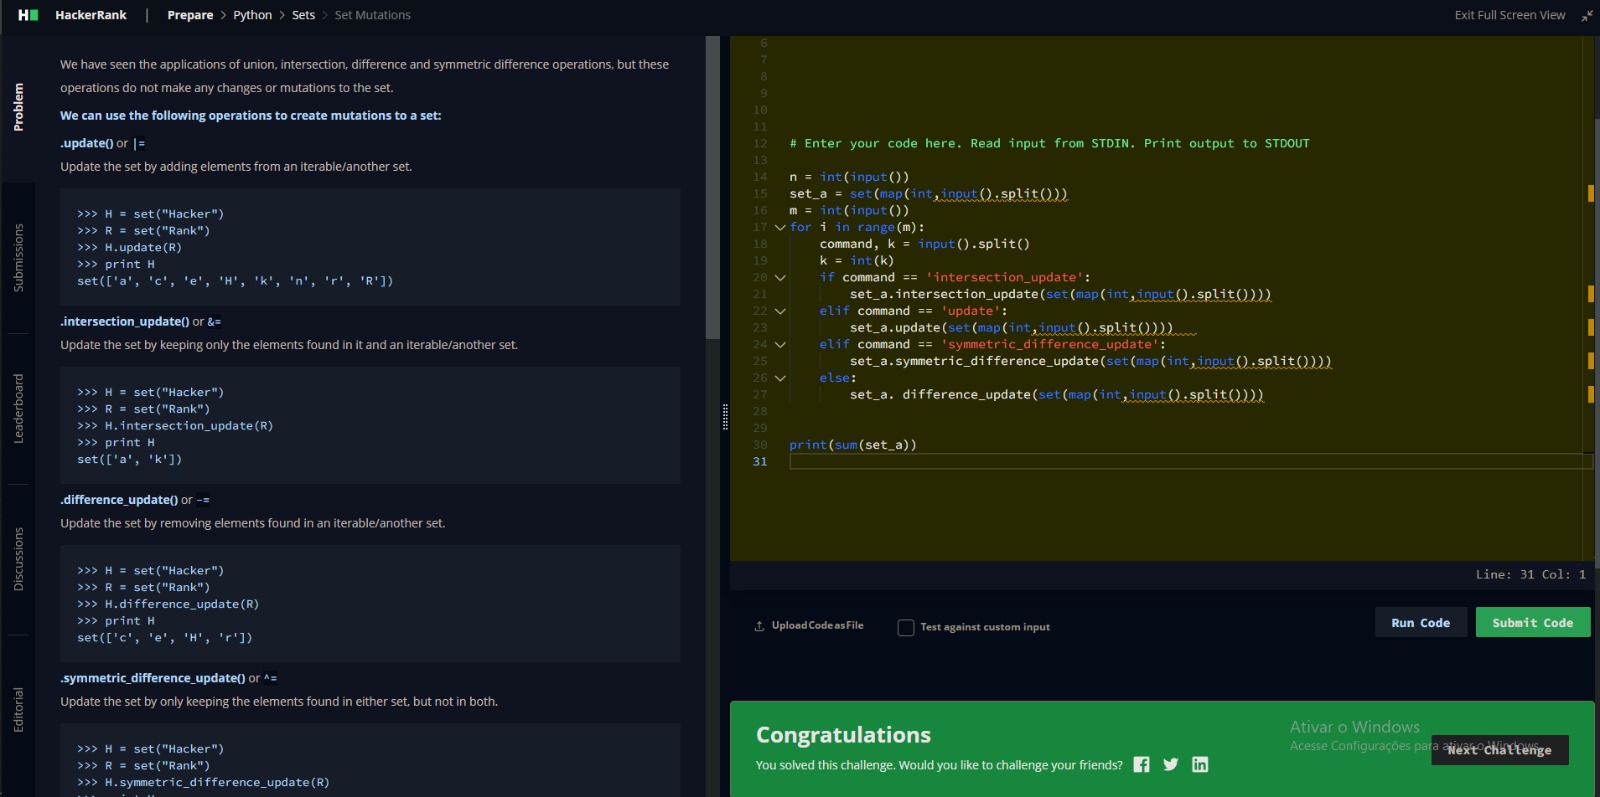 HackerRank | Prepare > Python > Sets > Set Mutations
Exit Full Screen View
Problem
Submissions
Leaderboard
Discussions
Editorial
We have seen the applications of union, intersection, difference and symmetric difference operations, but these
operations do not make any changes or mutations to the set.
We can use the following operations to create mutations to a set:
.update() or |=
Update the set by adding elements from an iterable/another set.
>>> H = set("Hacker")
>>> R = set("Rank")
>>> H.update(R)
>>> print H
set(['a', 'c', 'e', 'H', 'k', 'n', 'r', 'R'])
.intersection_update() or &=
Update the set by keeping only the elements found in it and an iterable/another set.
>>> H = set("Hacker")
>>> R = set("Rank")
>>> H.intersection_update(R)
>>> print H
set(['a', 'k'])
.difference_update() or -=
Update the set by removing elements found in an iterable/another set.
>>> H = set("Hacker")
>>> R = set("Rank")
>>> H.difference_update(R)
>>> print H
set(['c', 'e', 'H', 'r'])
.symmetric_difference_update() or ^=
Update the set by only keeping the elements found in either set, but not in both.
>>> H = set("Hacker")
>>> R = set("Rank")
>>> H.symmetric_difference_update(R)
6
7
8
9
10
11
12 # Enter your code here. Read input from STDIN. Print output to STDOUT
13
14 n = int(input())
15 set_a = set(map(int,input().split()))
16 m = int(input())
17 for i in range(m):
18     command, k = input().split()
19     k = int(k)
20     if command == 'intersection_update':
21         set_a.intersection_update(set(map(int,input().split())))
22     elif command == 'update':
23         set_a.update(set(map(int,input().split())))
24     elif command == 'symmetric_difference_update':
25         set_a.symmetric_difference_update(set(map(int,input().split())))
26     else:
27         set_a. difference_update(set(map(int,input().split())))
28
29
30 print(sum(set_a))
31
Line: 31 Col: 1
Upload Code as File
Test against custom input
Run Code
Submit Code
Congratulations
You solved this challenge. Would you like to challenge your friends?
Next Challenge
Ativar o Windows
Acesse Configurações para ativar o Windows.